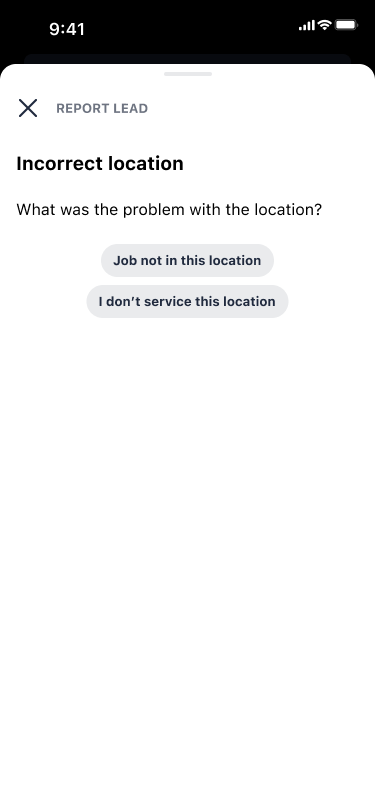 9:41
REPORT LEAD
Incorrect location
What was the problem with the location?
Job not in this location
I don’t service this location